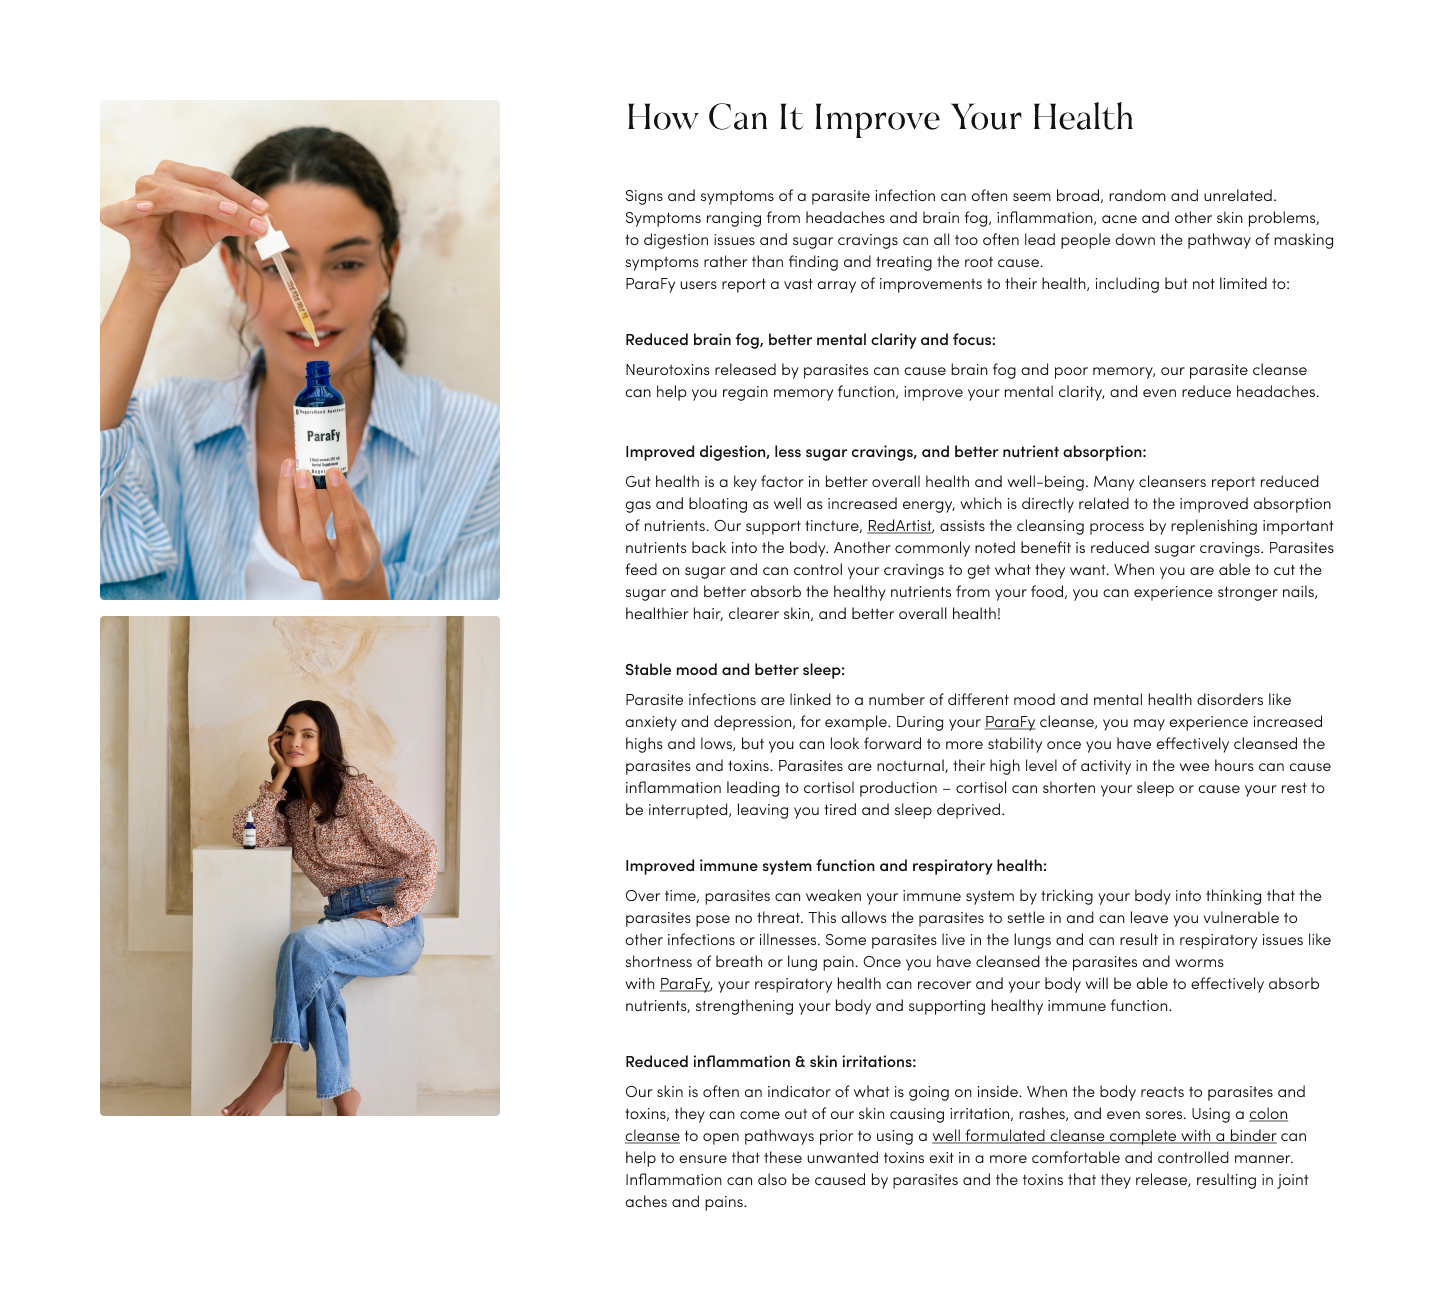 How Can It Improve Your Health
Signs and symptoms of a parasite infection can often seem broad, random and unrelated.
Symptoms ranging from headaches and brain fog, inflammation, acne and other skin problems,
to digestion issues and sugar cravings can all too often lead people down the pathway of masking
symptoms rather than finding and treating the root cause.
ParaFy users report a vast array of improvements to their health, including but not limited to:
Reduced brain fog, better mental clarity and focus:
Neurotoxins released by parasites can cause brain fog and poor memory, our parasite cleanse
can help you regain memory function, improve your mental clarity, and even reduce headaches.
Improved digestion, less sugar cravings, and better nutrient absorption:
Gut health is a key factor in better overall health and well-being. Many cleansers report reduced
gas and bloating as well as increased energy, which is directly related to the improved absorption
of nutrients. Our support tincture, RedArtist, assists the cleansing process by replenishing important
nutrients back into the body. Another commonly noted benefit is reduced sugar cravings. Parasites
feed on sugar and can control your cravings to get what they want. When you are able to cut the
sugar and better absorb the healthy nutrients from your food, you can experience stronger nails,
healthier hair, clearer skin, and better overall health!
Stable mood and better sleep:
Parasite infections are linked to a number of different mood and mental health disorders like
anxiety and depression, for example. During your ParaFy cleanse, you may experience increased
highs and lows, but you can look forward to more stability once you have effectively cleansed the
parasites and toxins. Parasites are nocturnal, their high level of activity in the wee hours can cause
inflammation leading to cortisol production – cortisol can shorten your sleep or cause your rest to
be interrupted, leaving you tired and sleep deprived.
Improved immune system function and respiratory health:
Over time, parasites can weaken your immune system by tricking your body into thinking that the
parasites pose no threat. This allows the parasites to settle in and can leave you vulnerable to
other infections or illnesses. Some parasites live in the lungs and can result in respiratory issues like
shortness of breath or lung pain. Once you have cleansed the parasites and worms
with ParaFy, your respiratory health can recover and your body will be able to effectively absorb
nutrients, strengthening your body and supporting healthy immune function.
Reduced inflammation & skin irritations:
Our skin is often an indicator of what is going on inside. When the body reacts to parasites and
toxins, they can come out of our skin causing irritation, rashes, and even sores. Using a colon
cleanse to open pathways prior to using a well formulated cleanse complete with a binder can
help to ensure that these unwanted toxins exit in a more comfortable and controlled manner.
Inflammation can also be caused by parasites and the toxins that they release, resulting in joint
aches and pains.
ParaFy